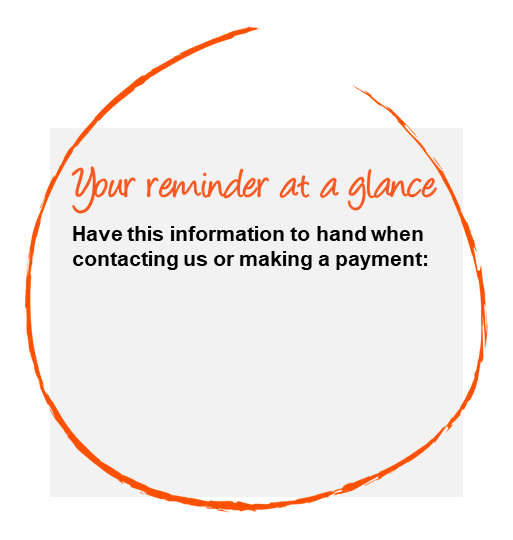 Your reminder at a glance
Have this information to hand when
contacting us or making a payment: